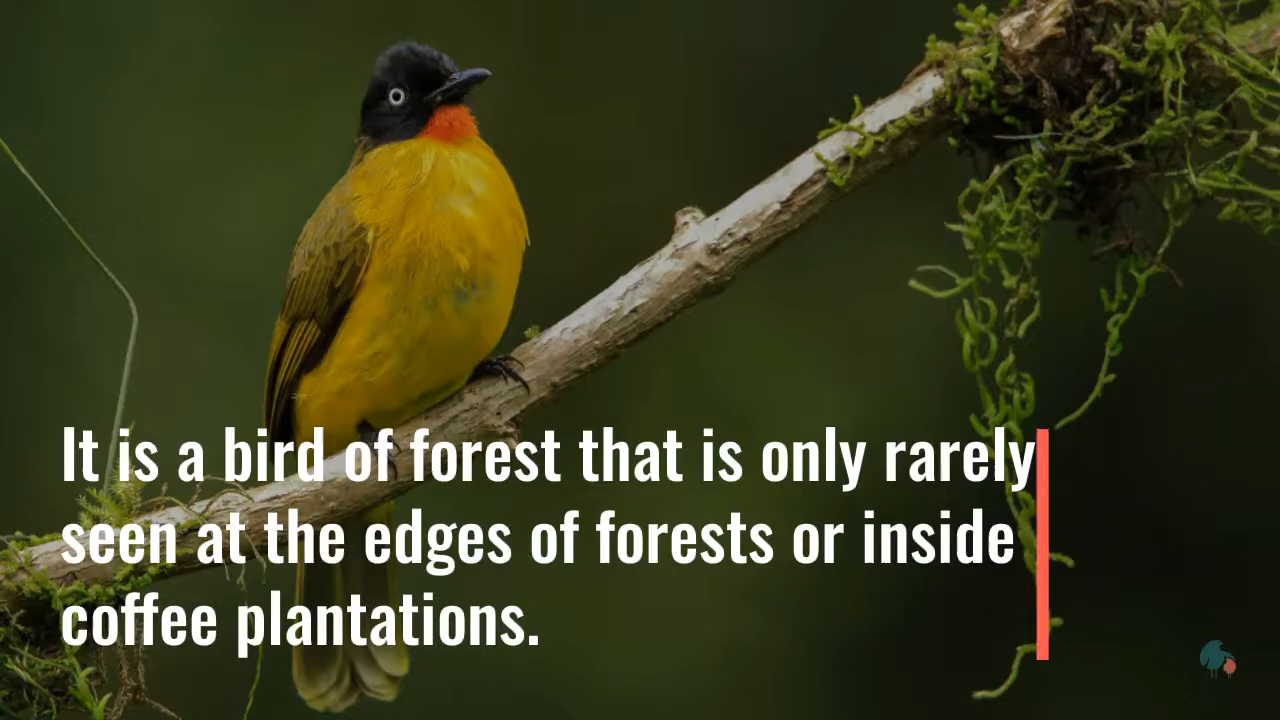 It is a bird of forest that is only rarely
seen at the edges of forests or inside
coffee plantations.